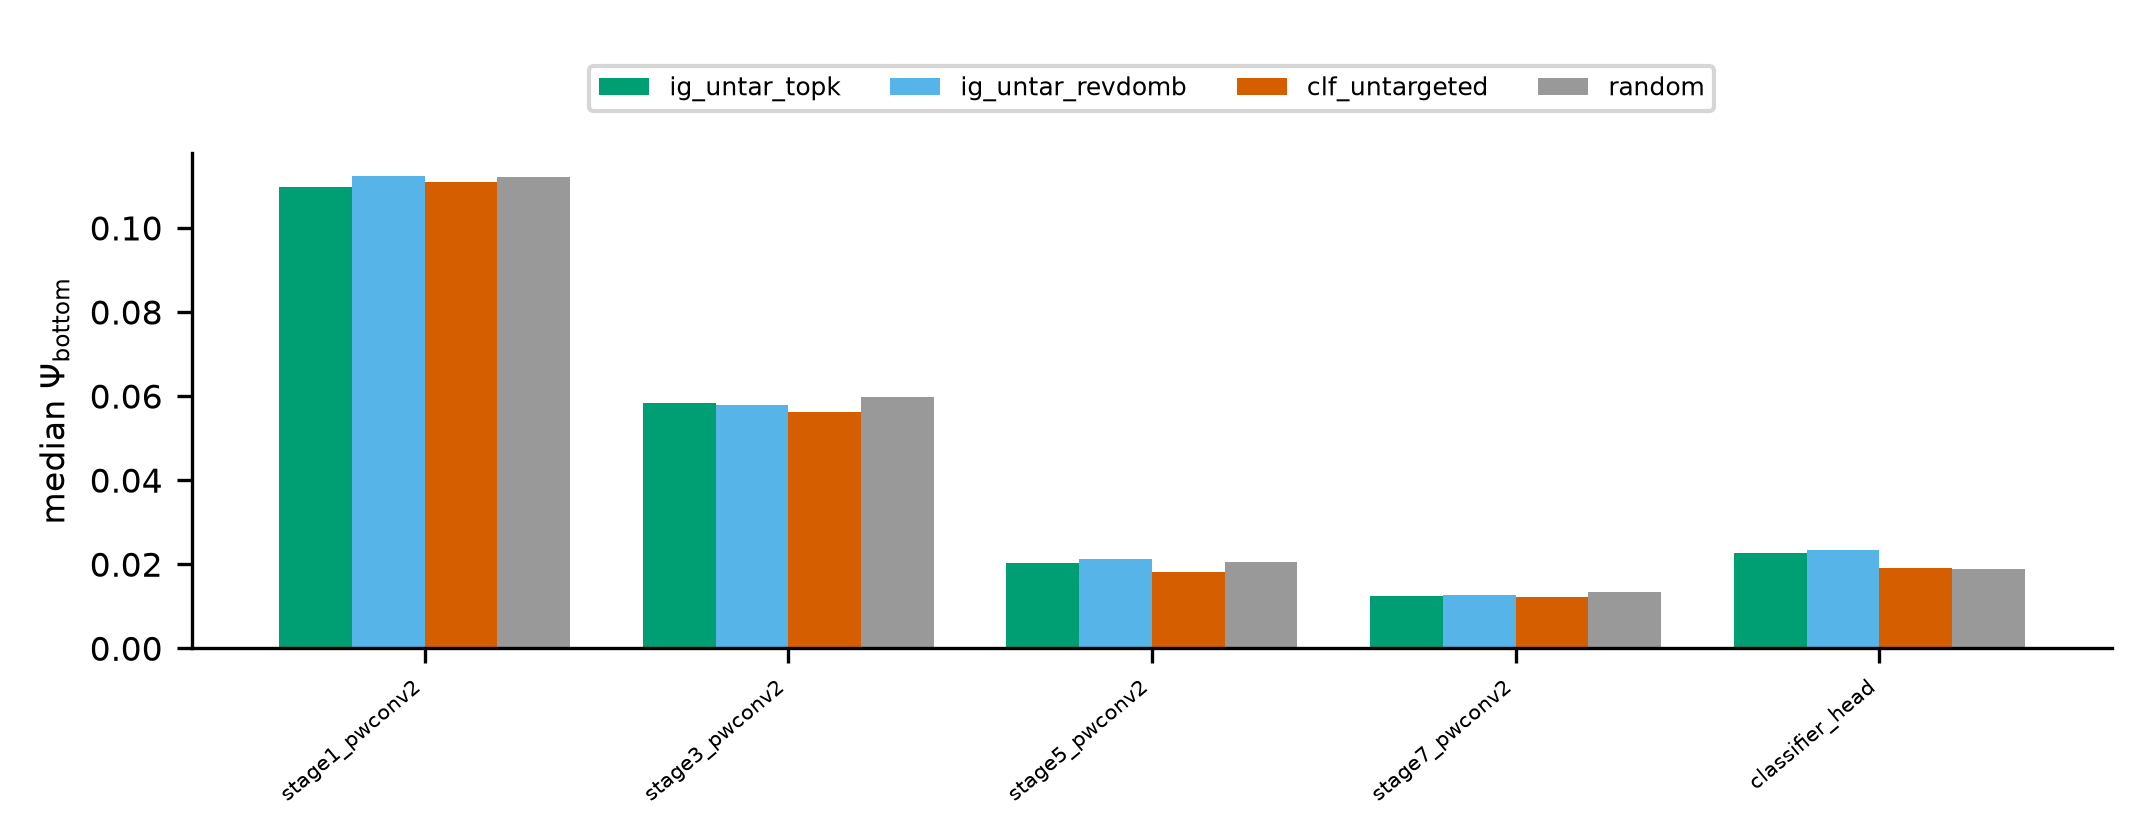 ig_untar_topk ig_untar_revdomb clf_untargeted random
median Ψbottom
0.10
0.08
0.06
0.04
0.02
0.00
stage1_pwconv2
stage3_pwconv2
stage5_pwconv2
stage7_pwconv2
classifier_head